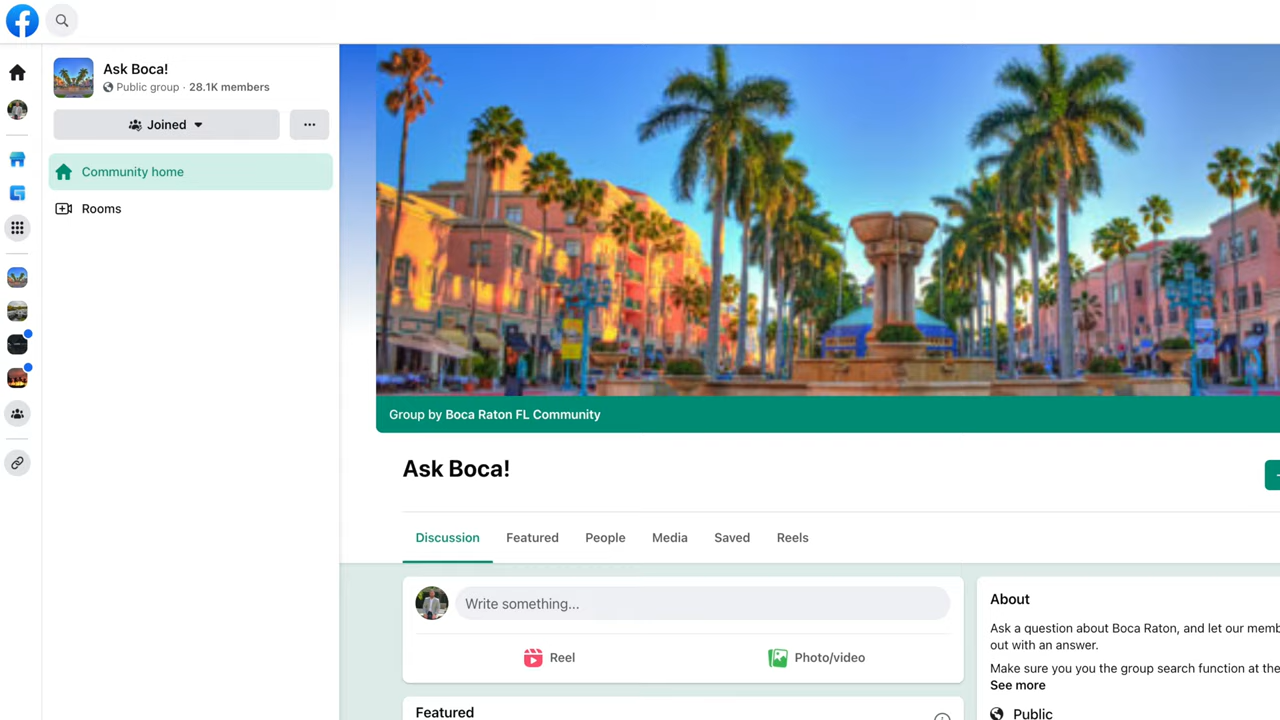 Ask Boca!
Public group · 28.1K members
Joined
Community home
Rooms
Group by Boca Raton FL Community
Ask Boca!
Discussion Featured People Media Saved Reels
Write something...
Reel Photo/video
Featured
About
Ask a question about Boca Raton, and let our memb
out with an answer.
Make sure you you the group search function at the
See more
Public